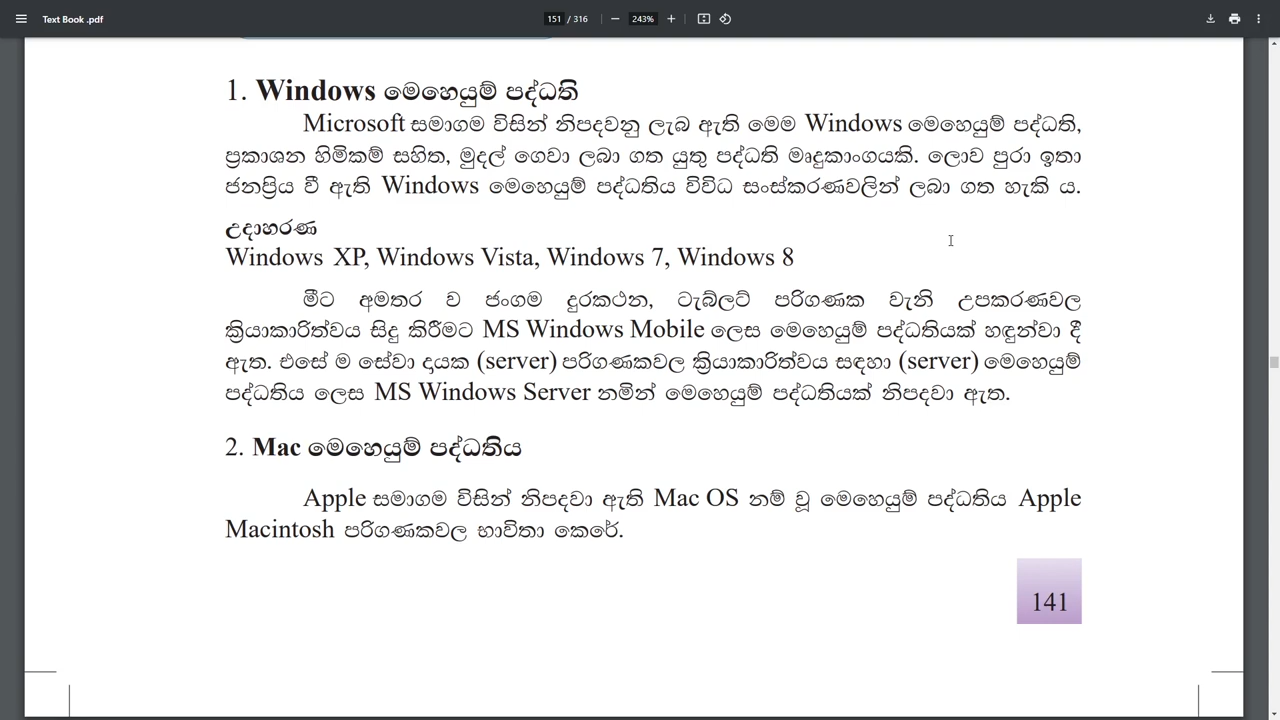 Text Book .pdf
151 / 316
243%
1. Windows මෙහෙයුම් පද්ධති
Microsoft සමාගම විසින් නිපදවනු ලැබ ඇති මෙම Windows මෙහෙයුම් පද්ධති,
ප්‍රකාශන හිමිකම් සහිත, මුදල් ගෙවා ලබා ගත යුතු පද්ධති මෘදුකාංගයකි. ලොව පුරා ඉතා
ජනප්‍රිය වී ඇති Windows මෙහෙයුම් පද්ධතිය විවිධ සංස්කරණවලින් ලබා ගත හැකි ය.
උදාහරණ
Windows XP, Windows Vista, Windows 7, Windows 8
මීට අමතර ව ජංගම දුරකථන, ටැබ්ලට් පරිගණක වැනි උපකරණවල
ක්‍රියාකාරිත්වය සිදු කිරීමට MS Windows Mobile ලෙස මෙහෙයුම් පද්ධතියක් හඳුන්වා දී
ඇත. එසේ ම සේවා දායක (server) පරිගණකවල ක්‍රියාකාරිත්වය සඳහා (server) මෙහෙයුම්
පද්ධතිය ලෙස MS Windows Server නමින් මෙහෙයුම් පද්ධතියක් නිපදවා ඇත.
2. Mac මෙහෙයුම් පද්ධතිය
Apple සමාගම විසින් නිපදවා ඇති Mac OS නම් වූ මෙහෙයුම් පද්ධතිය Apple
Macintosh පරිගණකවල භාවිතා කෙරේ.
141